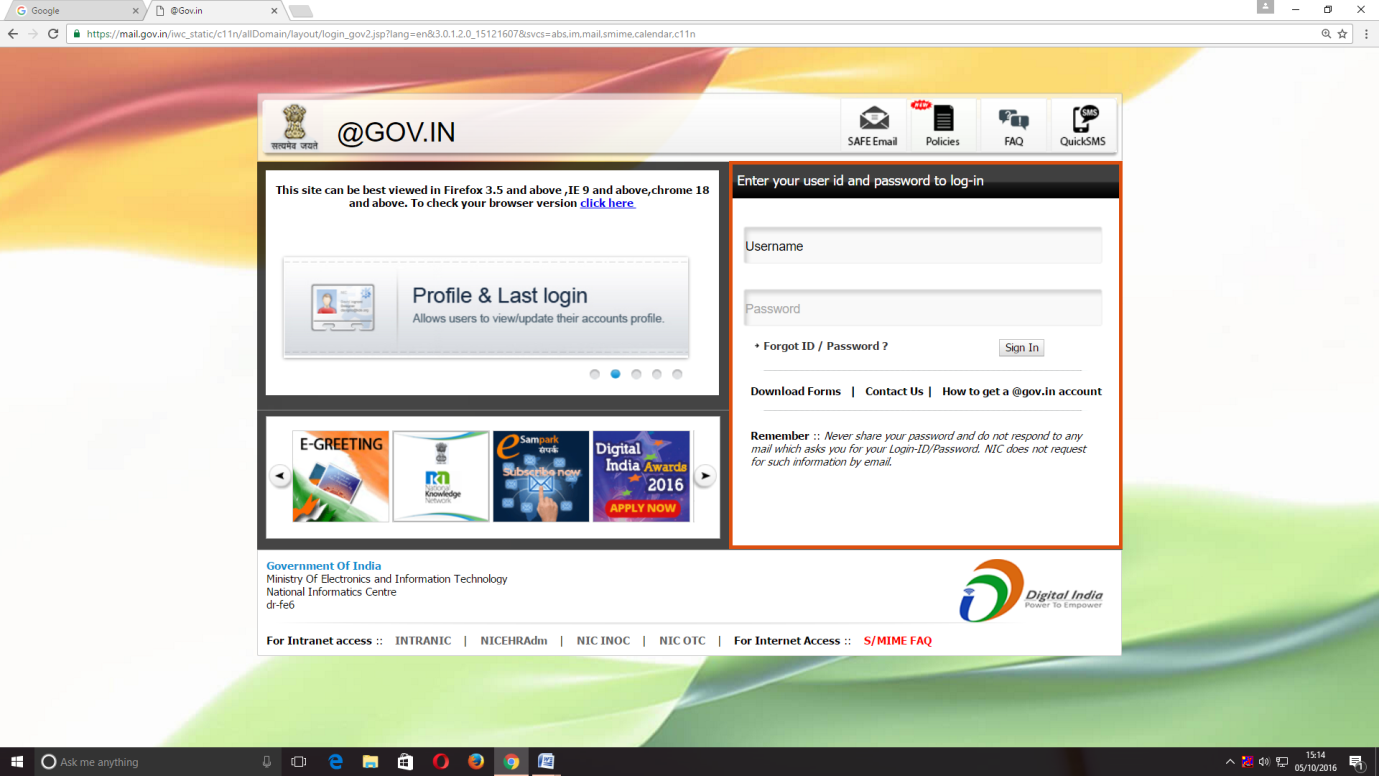 Google
@Gov.in
https://mail.gov.in/iwc_static/c11n/allDomain/layout/login_gov2.jsp?lang=en&3.0.1.2.0_15121607&svcs=abs.im.mail.smime.calendar.c11n
सत्यमेव जयते
@GOV.IN
SAFE Email
NEW
Policies
FAQ
SMS
QuickSMS
This site can be best viewed in Firefox 3.5 and above ,IE 9 and above,chrome 18
and above. To check your browser version click here
Profile & Last login
Allows users to view/update their accounts profile.
Enter your user id and password to log-in
Username
Password
Forgot ID / Password ?
Sign In
Download Forms | Contact Us | How to get a @gov.in account
Remember :: Never share your password and do not respond to any
mail which asks you for your Login-ID/Password. NIC does not request
for such information by email.
E-GREETING
National
Knowledge
Network
e Sampark
संपर्क
Subscribe now
Digital
India Awards
2016
APPLY NOW
Government Of India
Ministry Of Electronics and Information Technology
National Informatics Centre
dr-fe6
Digital India
Power To Empower
For Intranet access :: INTRANIC | NICEHRAdm | NIC INOC | NIC OTC | For Internet Access :: S/MIME FAQ
Ask me anything
15:14
05/10/2016
1